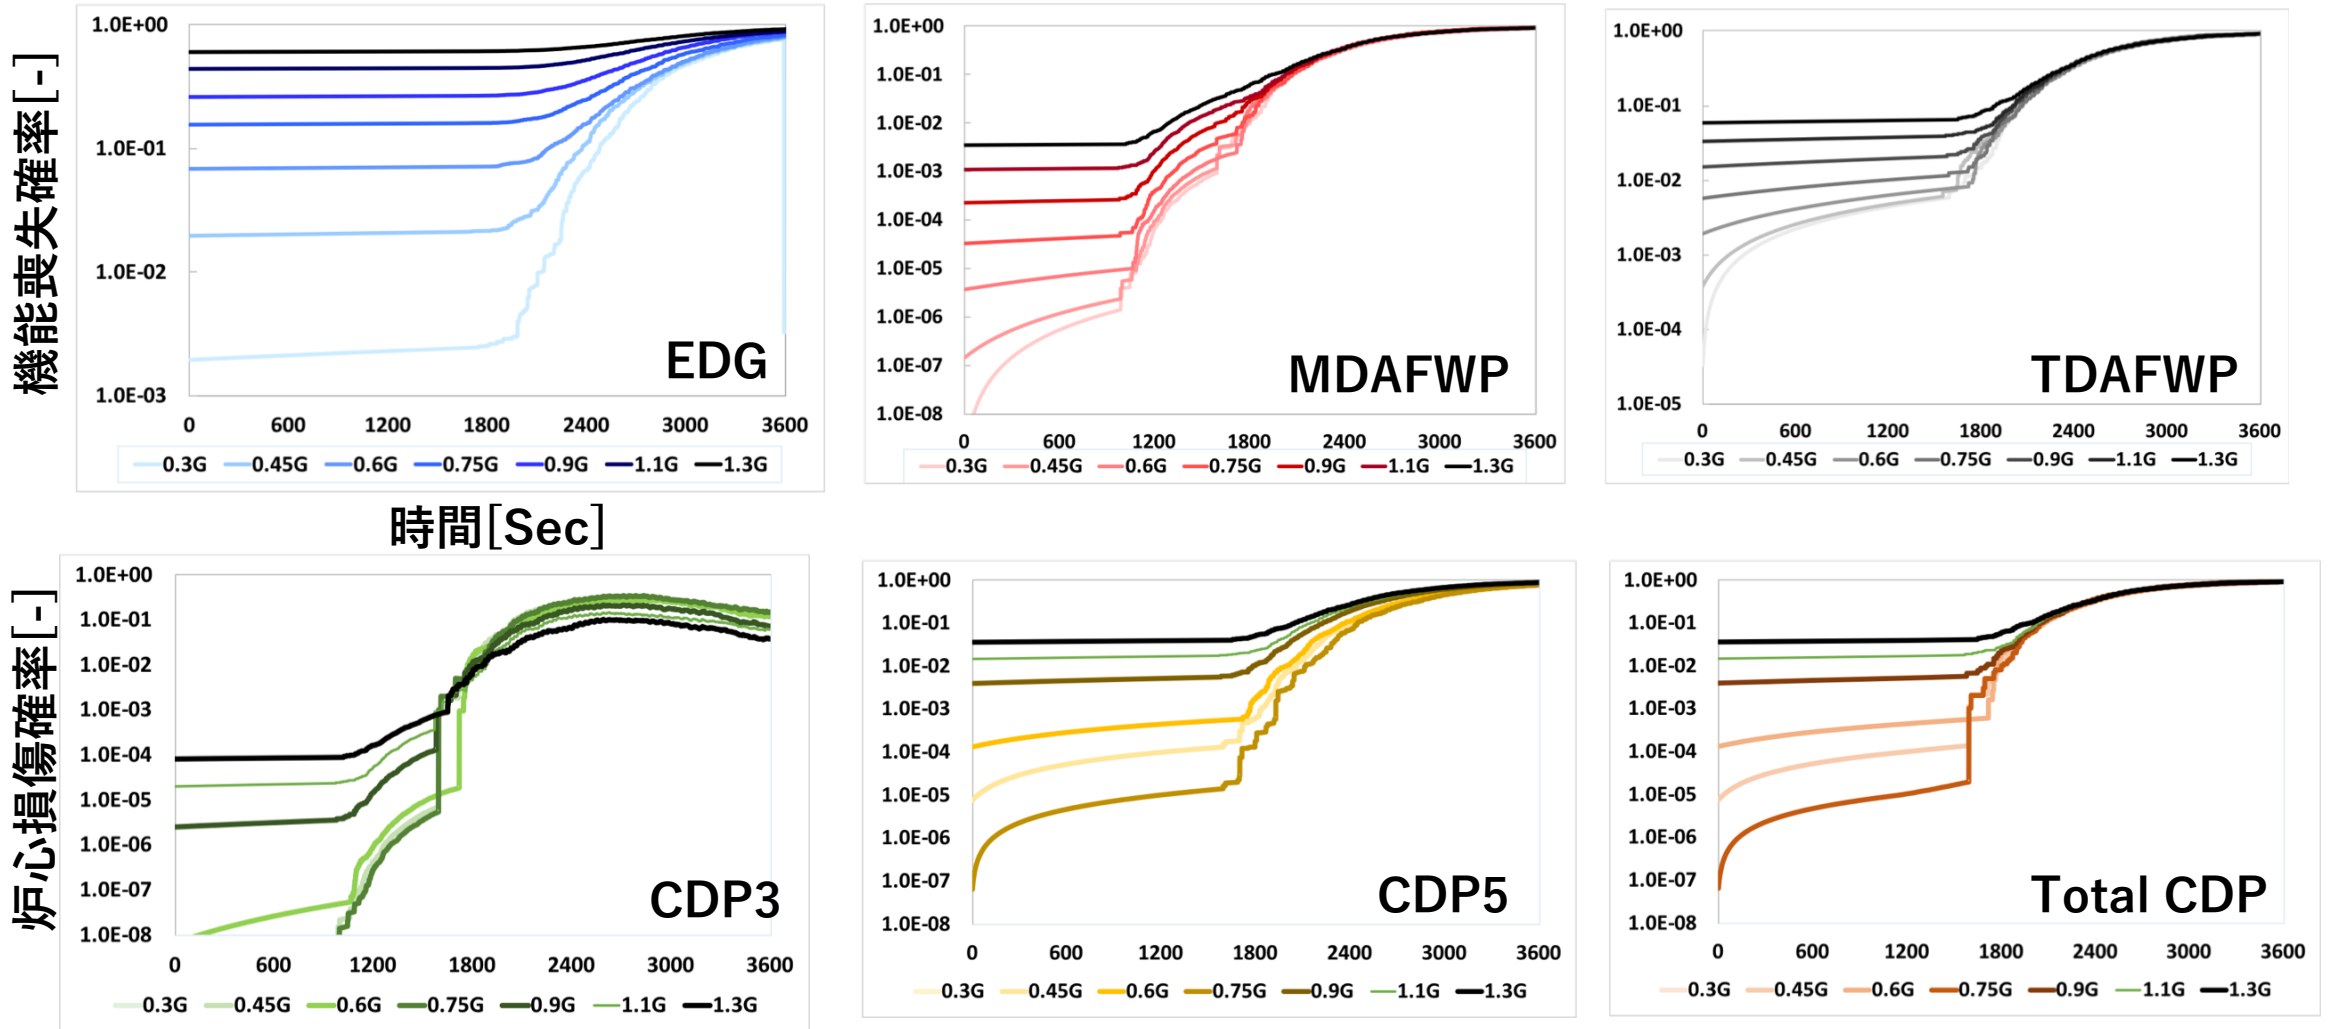 機能喪失確率[-]
1.0E+00
1.0E-01
1.0E-02
1.0E-03
EDG
0 600 1200 1800 2400 3000 3600
0.3G 0.45G 0.6G 0.75G 0.9G 1.1G 1.3G
1.0E+00
1.0E-01
1.0E-02
1.0E-03
1.0E-04
1.0E-05
1.0E-06
1.0E-07
1.0E-08
MDAFWP
0 600 1200 1800 2400 3000 3600
0.3G 0.45G 0.6G 0.75G 0.9G 1.1G 1.3G
1.0E+00
1.0E-01
1.0E-02
1.0E-03
1.0E-04
1.0E-05
TDAFWP
0 600 1200 1800 2400 3000 3600
0.3G 0.45G 0.6G 0.75G 0.9G 1.1G 1.3G
時間[Sec]
炉心損傷確率[-]
1.0E+00
1.0E-01
1.0E-02
1.0E-03
1.0E-04
1.0E-05
1.0E-06
1.0E-07
1.0E-08
CDP3
0 600 1200 1800 2400 3000 3600
0.3G 0.45G 0.6G 0.75G 0.9G 1.1G 1.3G
1.0E+00
1.0E-01
1.0E-02
1.0E-03
1.0E-04
1.0E-05
1.0E-06
1.0E-07
1.0E-08
CDP5
0 600 1200 1800 2400 3000 3600
0.3G 0.45G 0.6G 0.75G 0.9G 1.1G 1.3G
1.0E+00
1.0E-01
1.0E-02
1.0E-03
1.0E-04
1.0E-05
1.0E-06
1.0E-07
1.0E-08
Total CDP
0 600 1200 1800 2400 3000 3600
0.3G 0.45G 0.6G 0.75G 0.9G 1.1G 1.3G